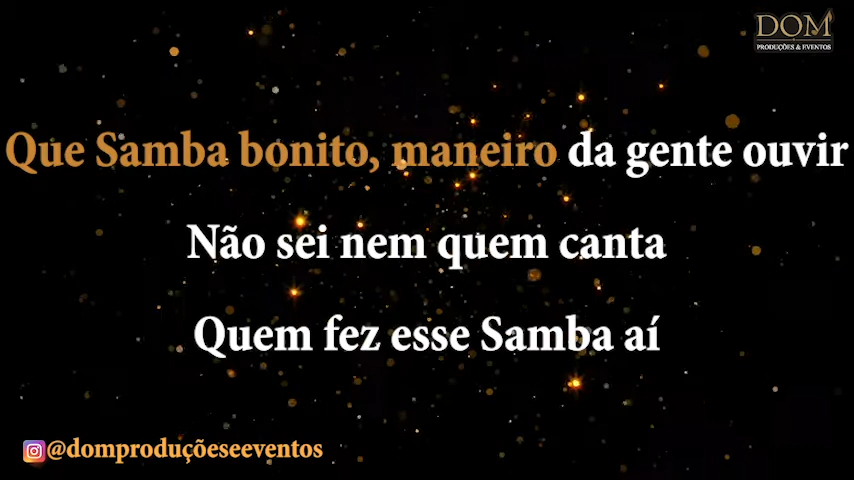 DOM
PRODUÇÕES & EVENTOS
Que Samba bonito, maneiro da gente ouvir
Não sei nem quem canta
Quem fez esse Samba aí
@domproduçõeseeventos